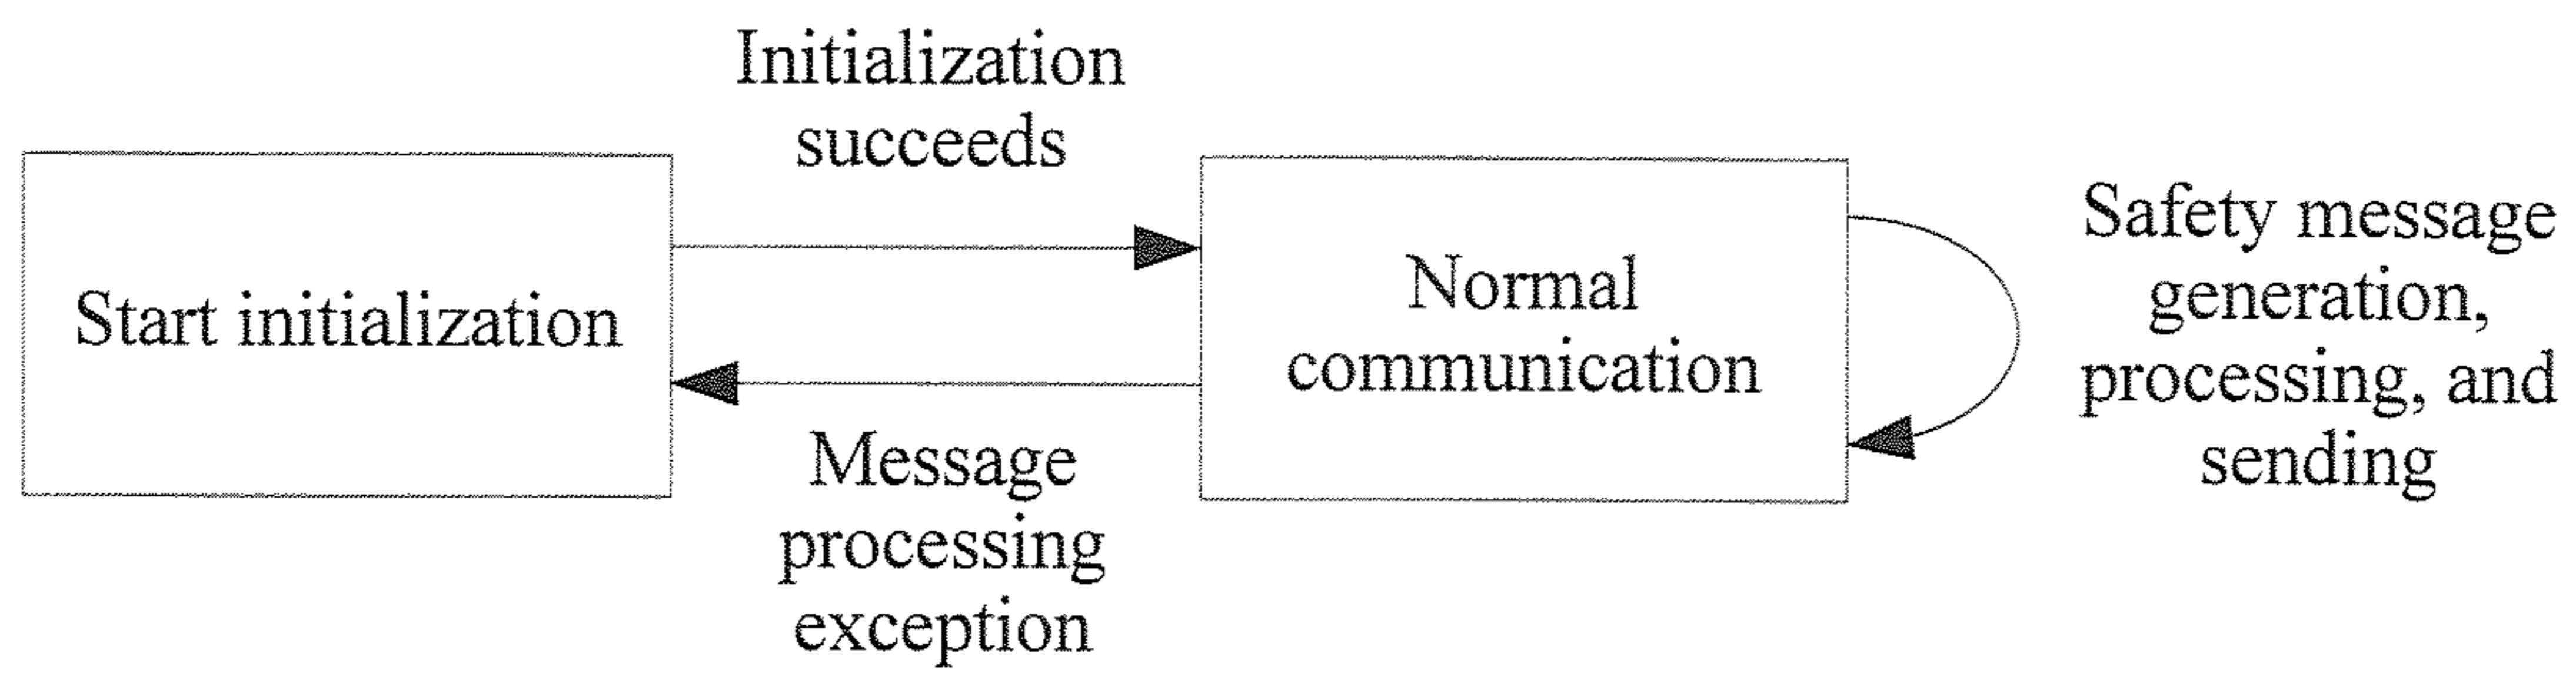 Initialization
succeeds
Start initialization
Normal
communication
Message
processing
exception
Safety message
generation,
processing, and
sending